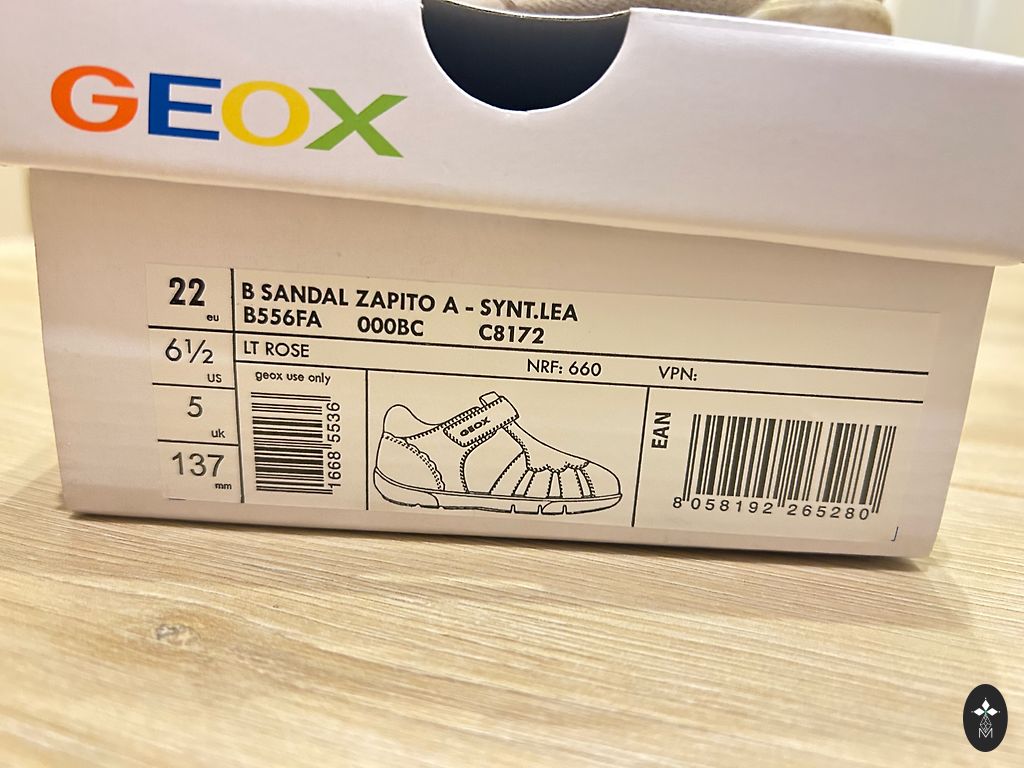 GEOX
22 eu
B SANDAL ZAPITO A - SYNT.LEA
B556FA 000BC C8172
6½ US
LT ROSE
NRF: 660 VPN:
5 uk
137 mm
geox use only
1668 5536
GEOX
EAN
8 058192 265280
M